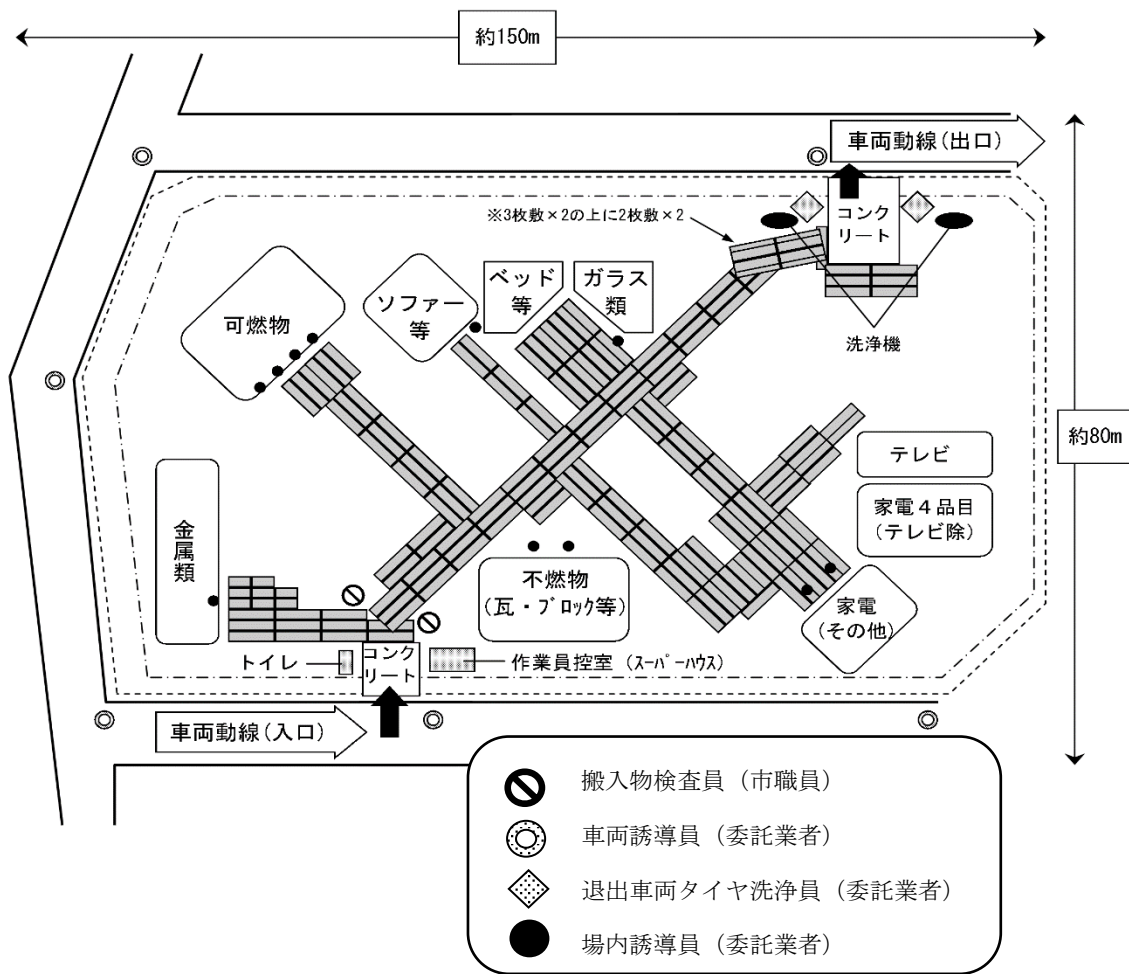 約150m
車両動線(出口)
コンク
リート
※3枚敷×2の上に2枚敷×2
ベッド
等
ガラス
類
ソファー
等
可燃物
洗浄機
約80m
テレビ
家電４品目
(テレビ除)
金属類
不燃物
(瓦・ブロック等)
家電
(その他)
トイレ
コンク
リート
作業員控室(スーパーハウス)
車両動線(入口)
搬入物検査員（市職員）
車両誘導員（委託業者）
退出車両タイヤ洗浄員（委託業者）
場内誘導員（委託業者）